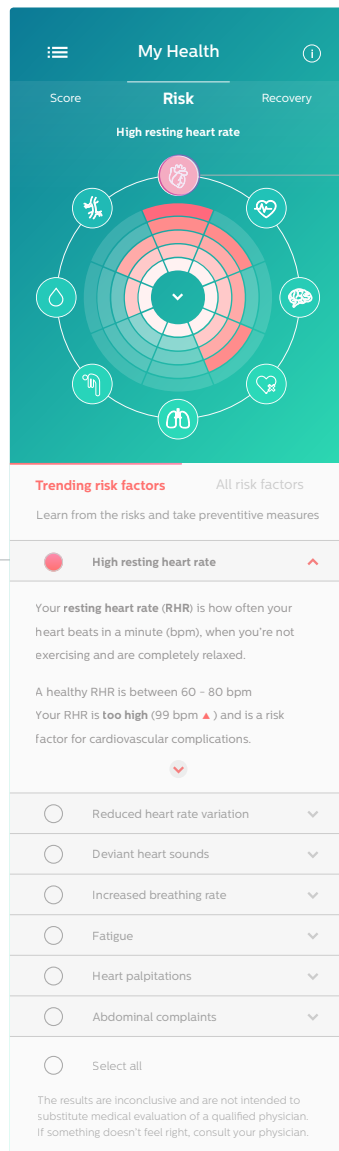 My Health
Score
Risk
Recovery
High resting heart rate
Trending risk factors
All risk factors
Learn from the risks and take preventitive measures
High resting heart rate
Your resting heart rate (RHR) is how often your
heart beats in a minute (bpm), when you're not
exercising and are completely relaxed.
A healthy RHR is between 60 - 80 bpm
Your RHR is too high (99 bpm ▲ ) and is a risk
factor for cardiovascular complications.
Reduced heart rate variation
Deviant heart sounds
Increased breathing rate
Fatigue
Heart palpitations
Abdominal complaints
Select all
The results are inconclusive and are not intended to
substitute medical evaluation of a qualified physician.
If something doesn't feel right, consult your physician.